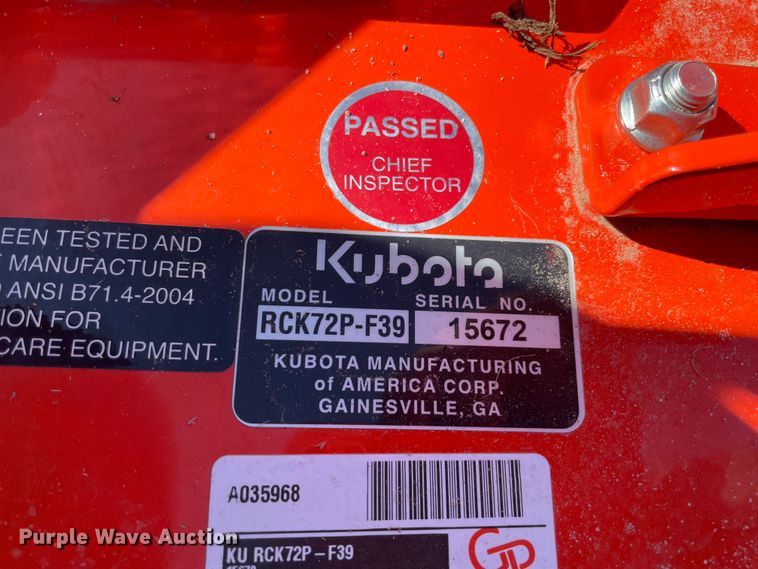 PASSED
CHIEF
INSPECTOR
EEN TESTED AND
MANUFACTURER
ANSI B71.4-2004
ION FOR
CARE EQUIPMENT.
Kubota
MODEL SERIAL NO.
RCK72P-F39 15672
KUBOTA MANUFACTURING
of AMERICA CORP.
GAINESVILLE, GA
A035968
KU RCK72P-F39
15672
Purple Wave Auction